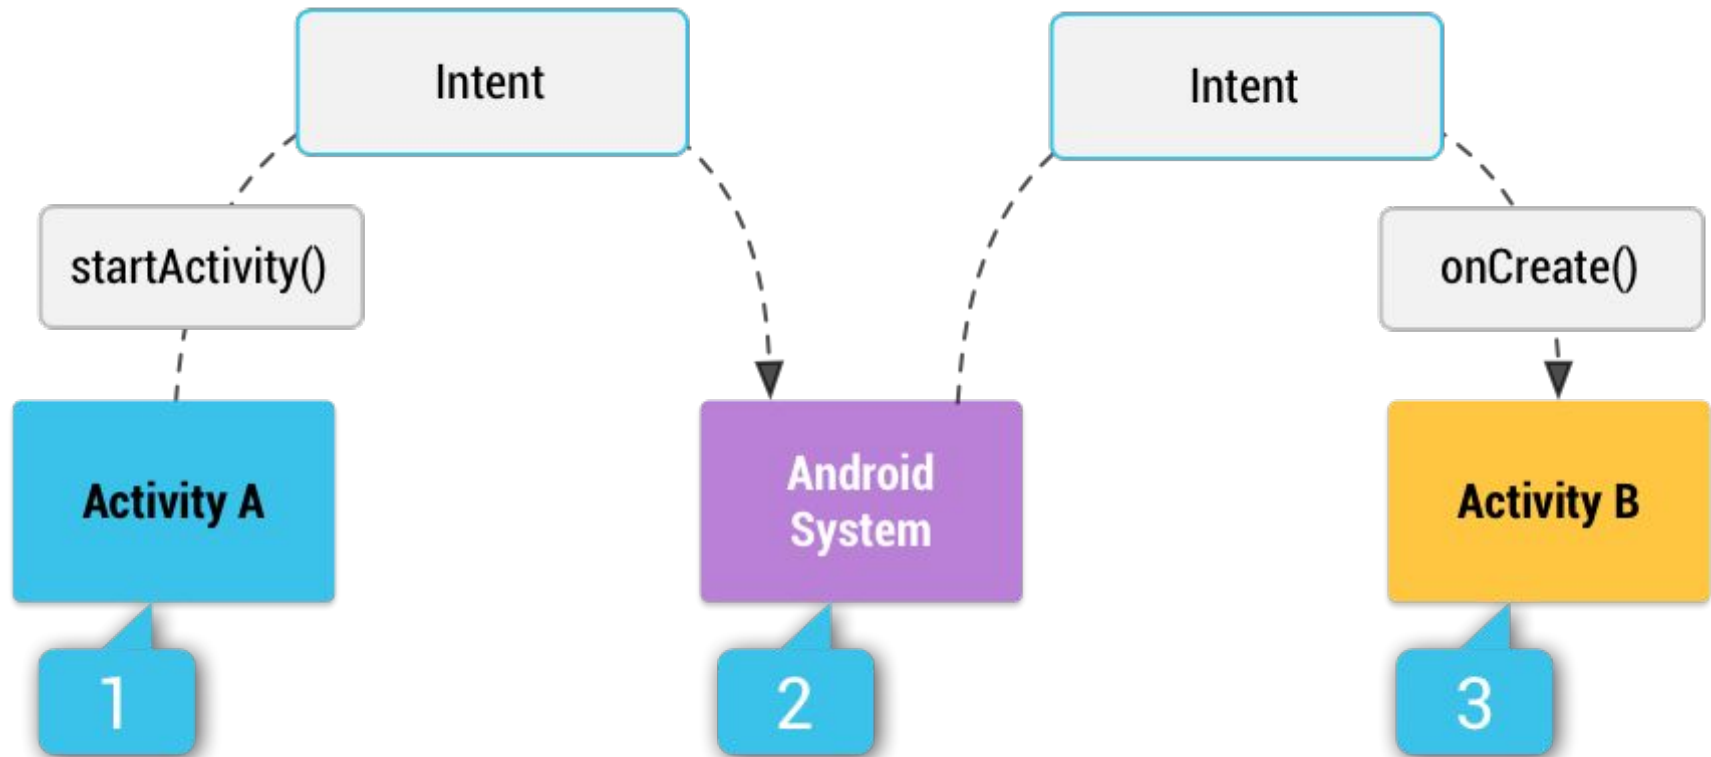 Intent
Intent
startActivity()
onCreate()
Activity A
Android
System
Activity B
1
2
3